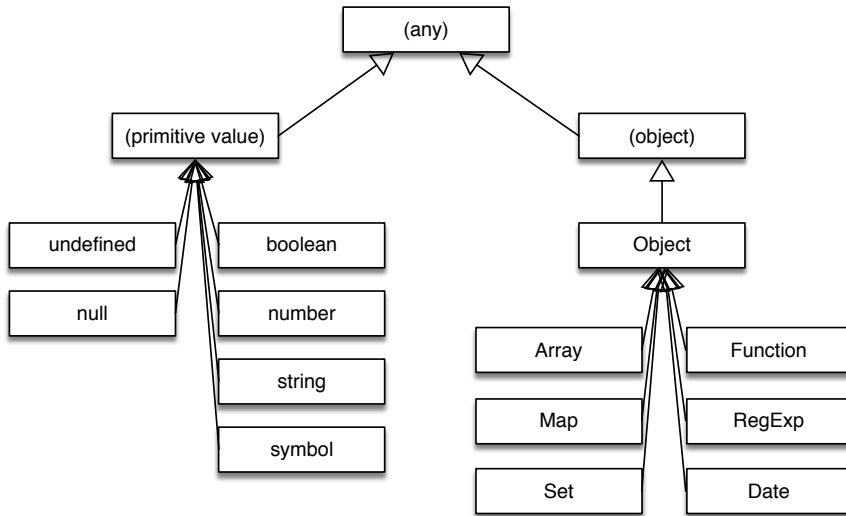 (any)
(primitive value)
(object)
undefined
boolean
Object
null
number
Array
Function
string
Map
RegExp
symbol
Set
Date